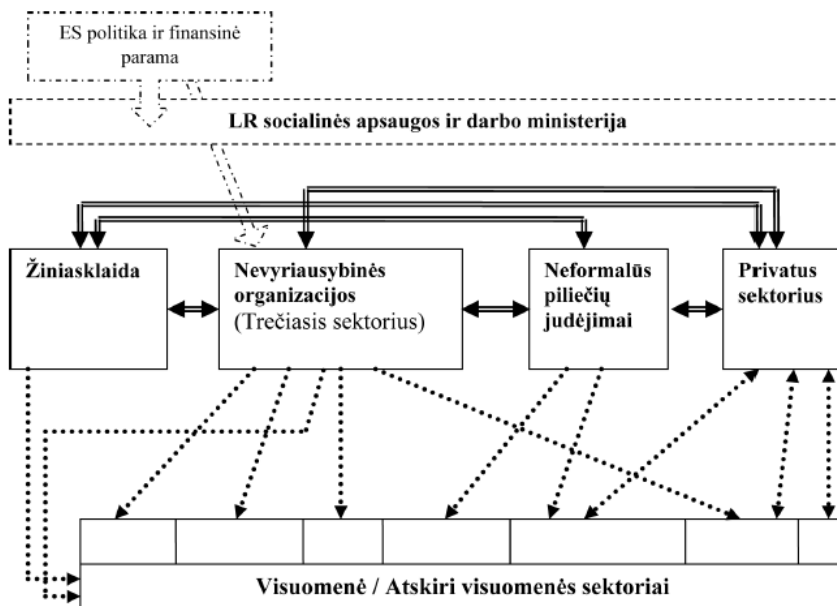 ES politika ir finansinė
parama
LR socialinės apsaugos ir darbo ministerija
Žiniasklaida
Nevyriausybinės
organizacijos
(Trečiasis sektorius)
Neformalūs
piliečių
judėjimai
Privatus
sektorius
Visuomenė / Atskiri visuomenės sektoriai